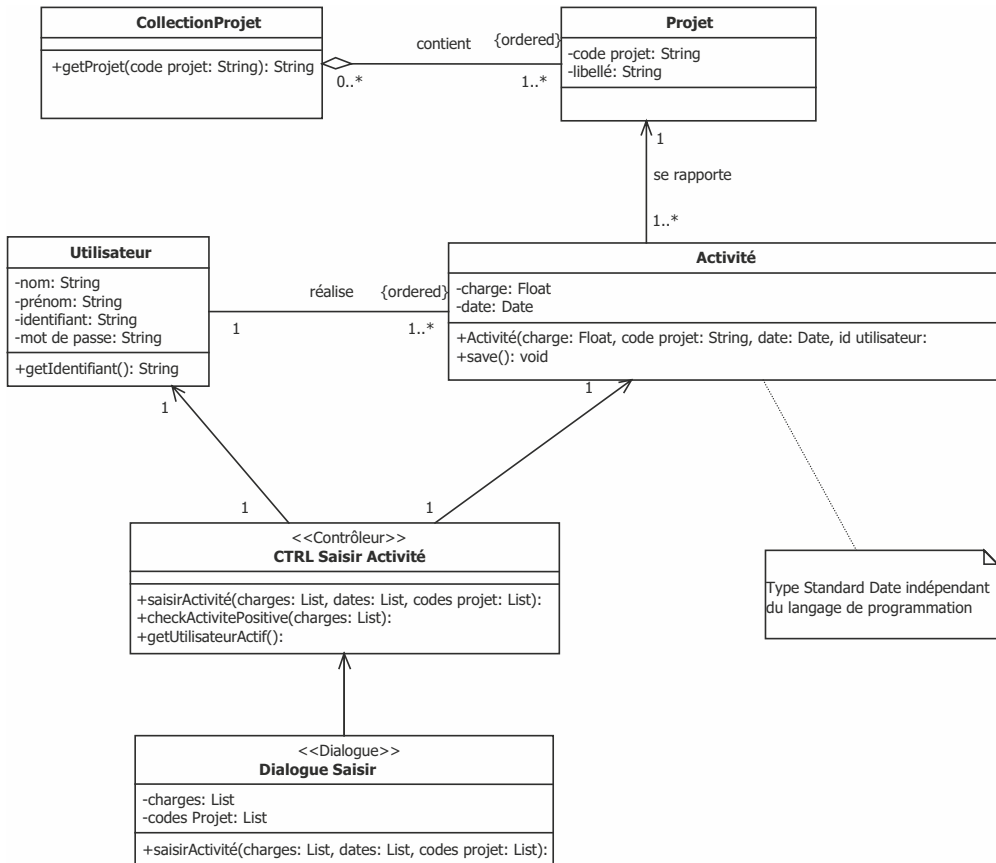 CollectionProjet
+getProjet(code projet: String): String
contient
{ordered}
0..*
1..*
Projet
-code projet: String
-libellé: String
1
se rapporte
1..*
Utilisateur
-nom: String
-prénom: String
-identifiant: String
-mot de passe: String
+getIdentifiant(): String
réalise
{ordered}
1
1..*
Activité
-charge: Float
-date: Date
+Activité(charge: Float, code projet: String, date: Date, id utilisateur:
+save(): void
1
1
1
1
<<Contrôleur>>
CTRL Saisir Activité
+saisirActivité(charges: List, dates: List, codes projet: List):
+checkActivitePositive(charges: List):
+getUtilisateurActif():
Type Standard Date indépendant
du langage de programmation
<<Dialogue>>
Dialogue Saisir
-charges: List
-codes Projet: List
+saisirActivité(charges: List, dates: List, codes projet: List):